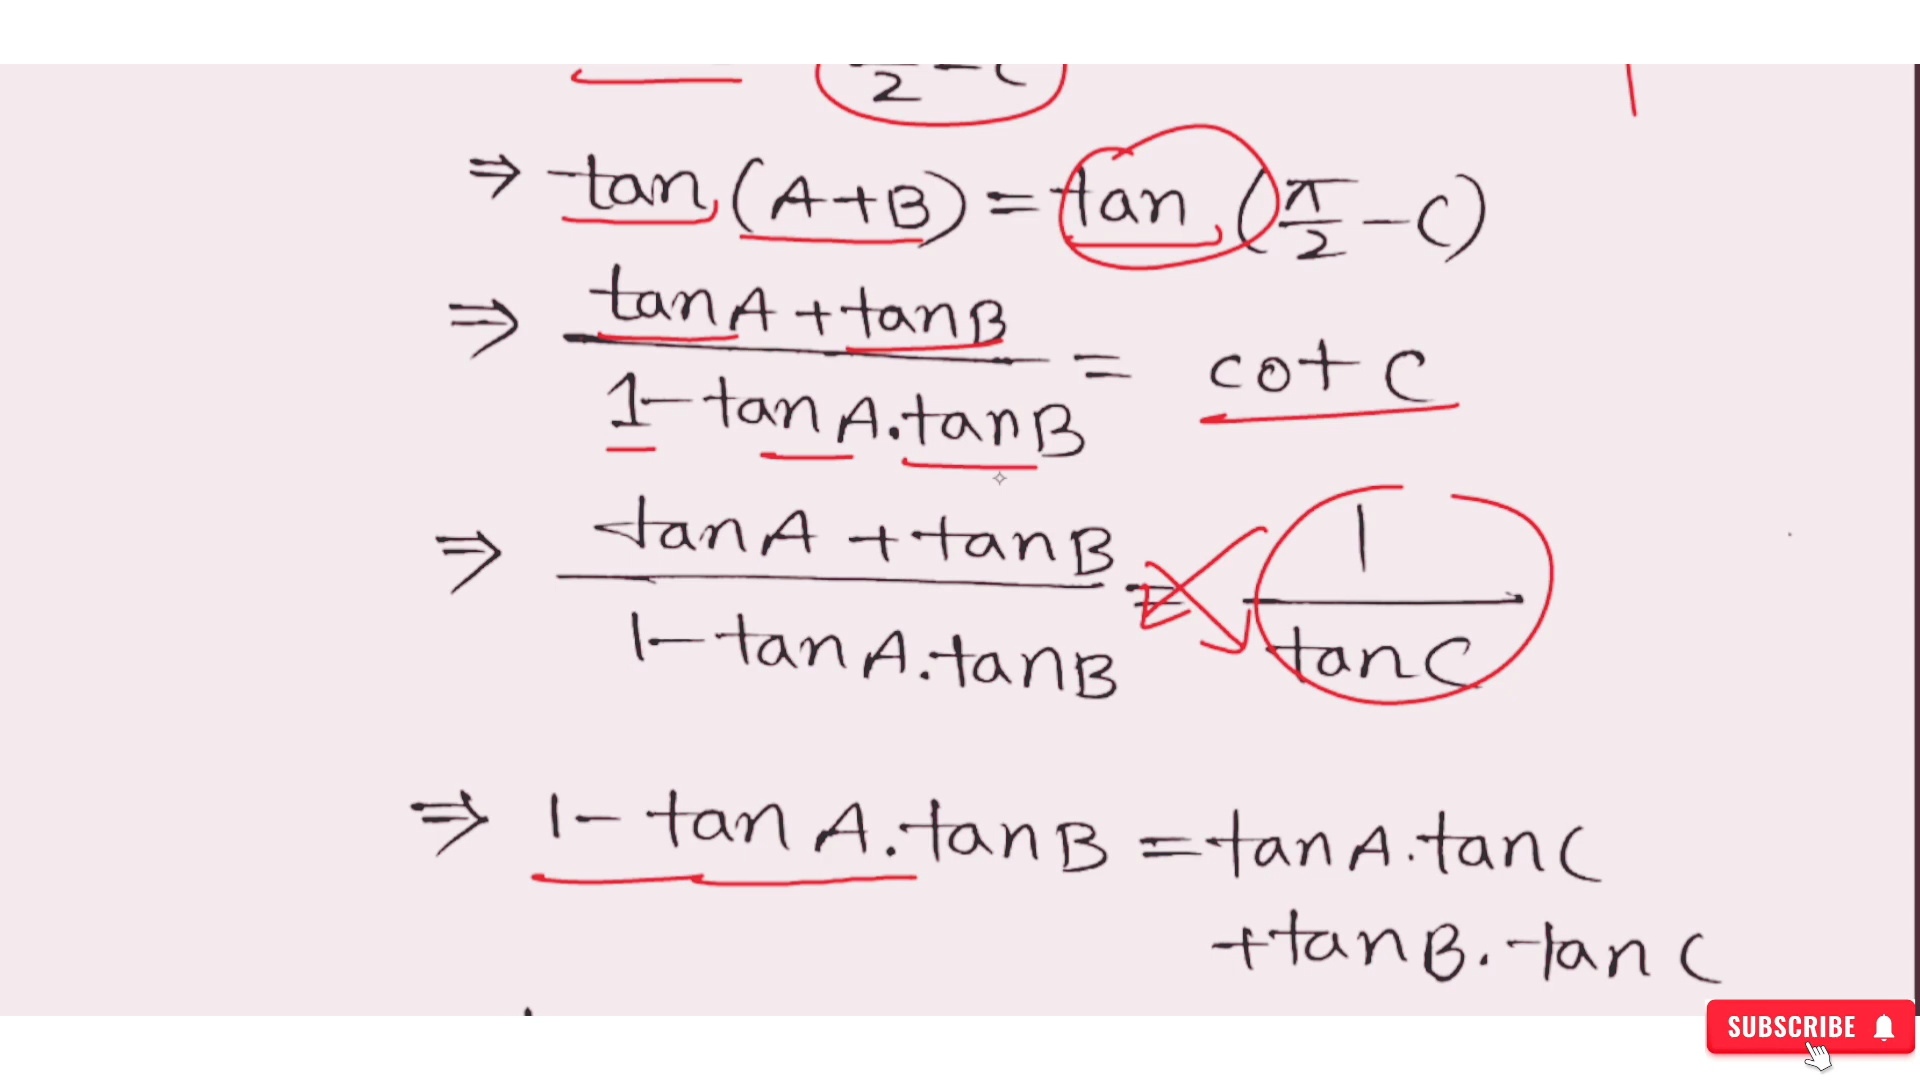 2 - C
⇒ tan (A+B) = tan (π/2 - C)
⇒ tanA + tanB / 1 - tanA.tanB = cot C
⇒ tanA + tanB / 1 - tanA.tanB = 1 / tanC
⇒ 1 - tanA.tanB = tanA.tanC
+tanB.tanC
SUBSCRIBE